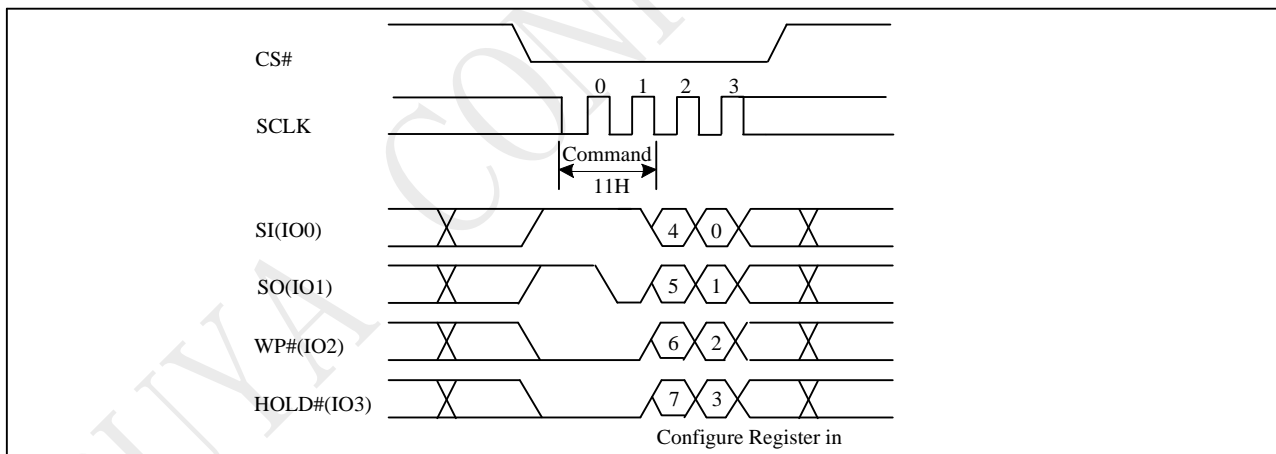 CS#
0 1 2 3
SCLK
Command
11H
SI(IO0) 4 0
SO(IO1) 5 1
WP#(IO2) 6 2
HOLD#(IO3) 7 3
Configure Register in